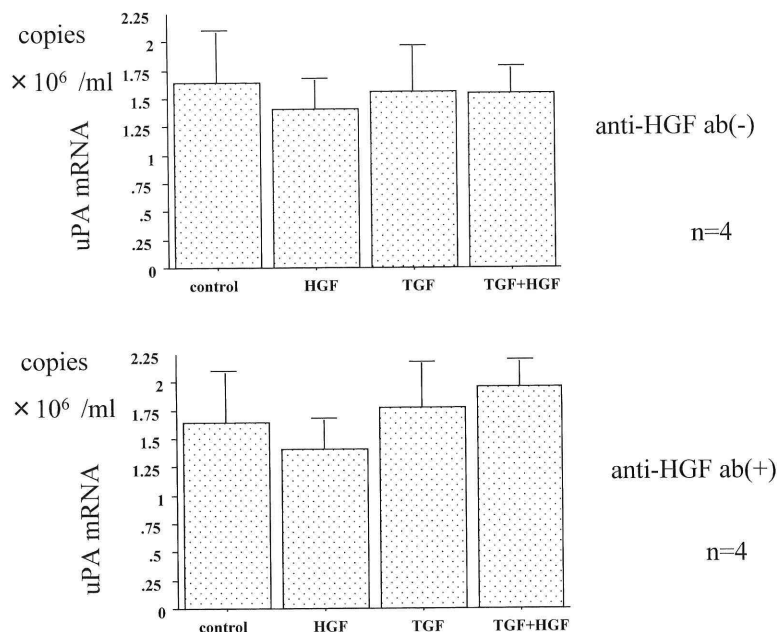 copies
× 10⁶ /ml
uPA mRNA
2
1.75
1.5
1.25
1
.75
.5
.25
0
control HGF TGF TGF+HGF
anti-HGF ab(-)
n=4
copies
× 10⁶ /ml
uPA mRNA
2.25
2
1.75
1.5
1.25
1
.75
.5
.25
0
control HGF TGF TGF+HGF
anti-HGF ab(+)
n=4